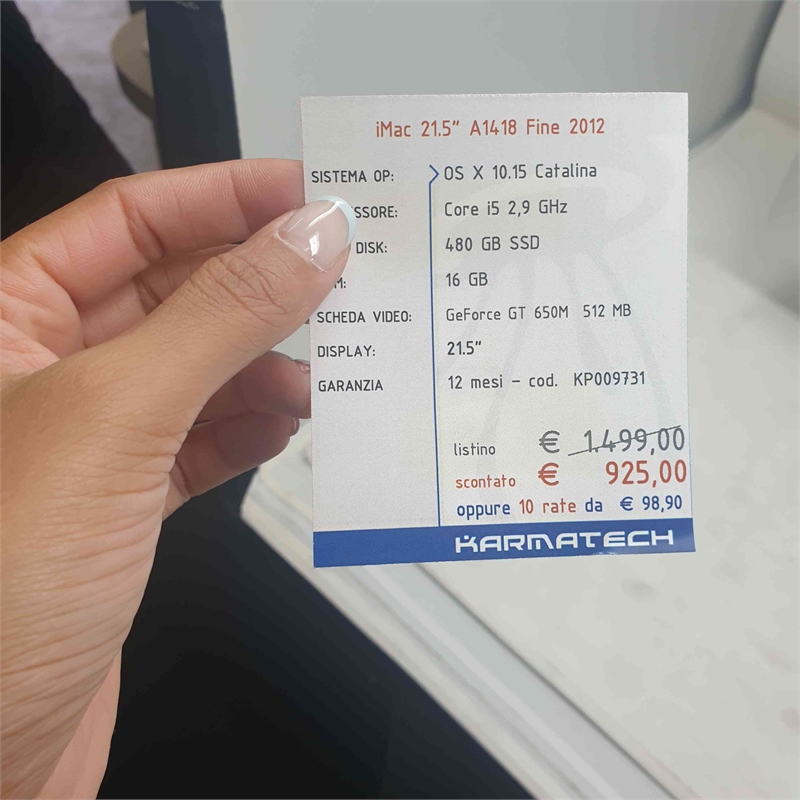 iMac 21.5" A1418 Fine 2012
SISTEMA OP: OS X 10.15 Catalina
SSORE: Core i5 2,9 GHz
DISK: 480 GB SSD
M: 16 GB
SCHEDA VIDEO: GeForce GT 650M 512 MB
DISPLAY: 21.5"
GARANZIA 12 mesi – cod. KP009731
listino € 1.499,00
scontato € 925,00
oppure 10 rate da € 98,90
KARMATECH